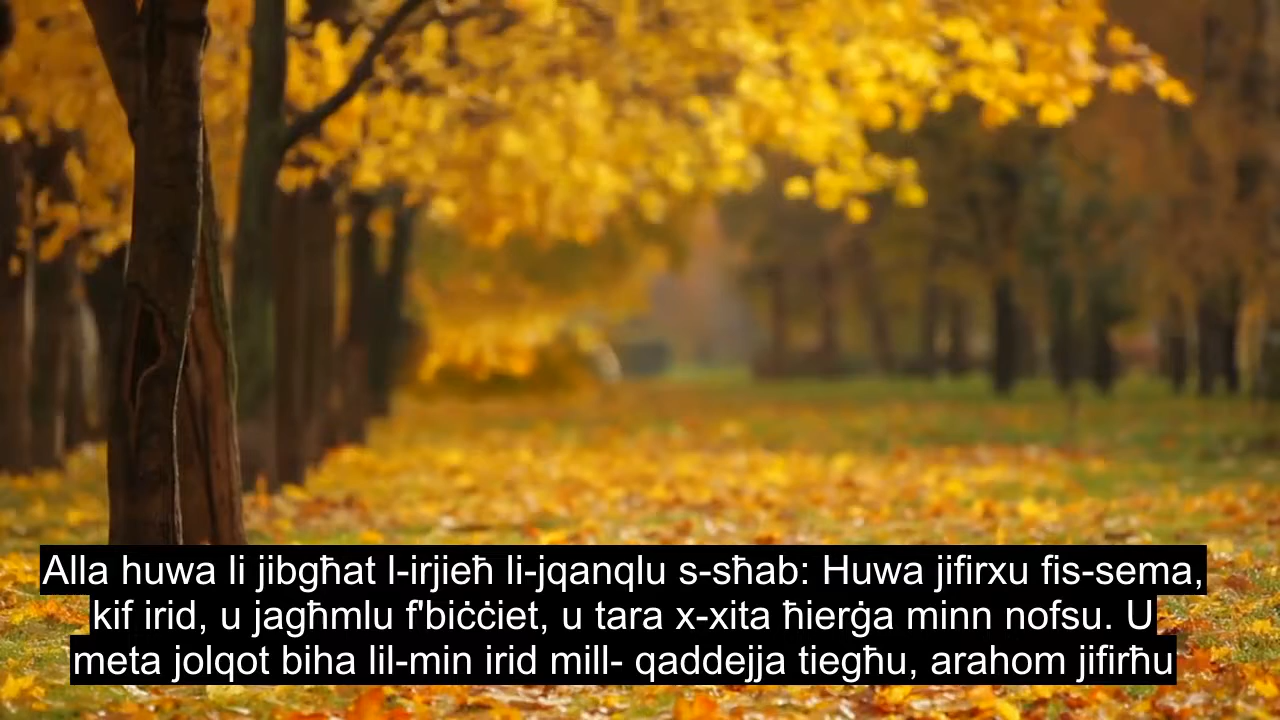 Alla huwa li jibgħat l-irjieħ li-jqanqlu s-sħab: Huwa jifirxu fis-sema,
kif irid, u jagħmlu f'biċċiet, u tara x-xita ħierġa minn nofsu. U
meta jolqot biha lil-min irid mill- qaddejja tiegħu, arahom jifirħu